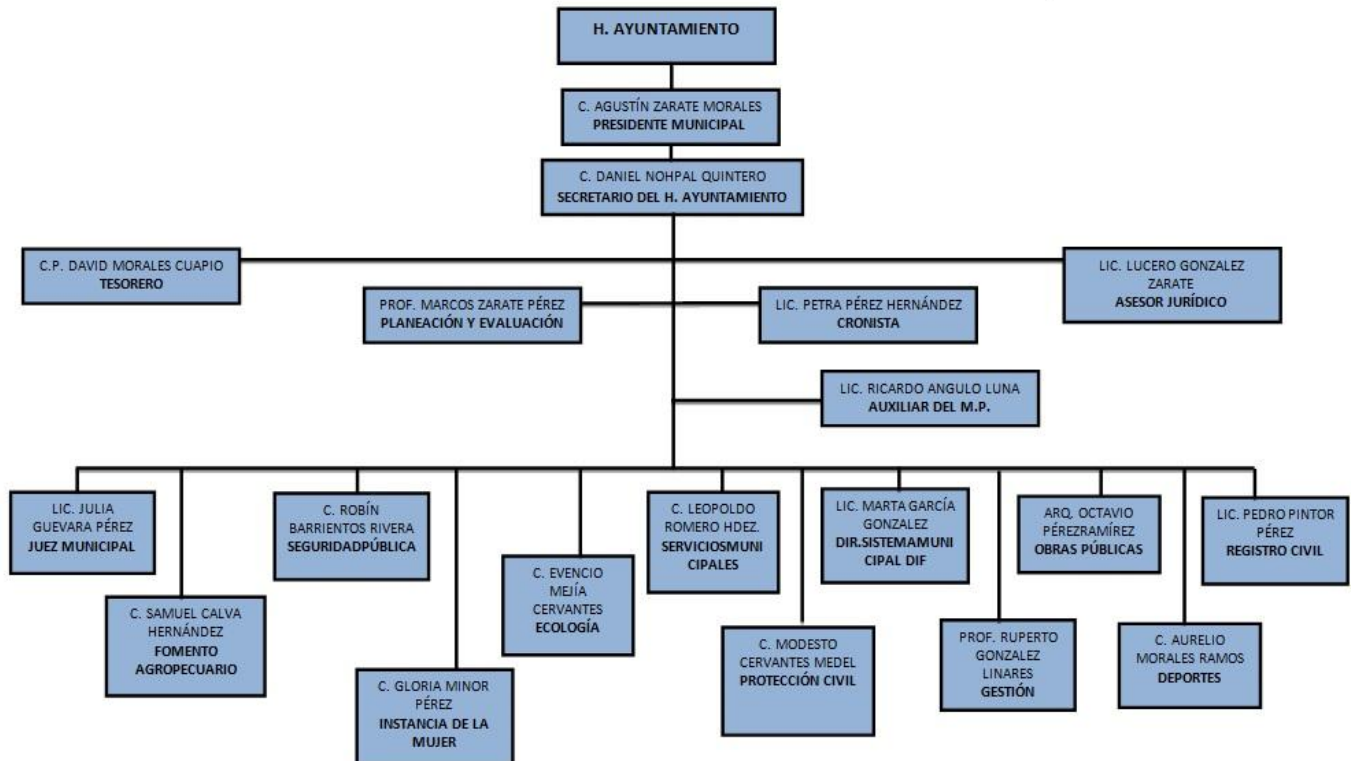 H. AYUNTAMIENTO
C. AGUSTÍN ZARATE MORALES
PRESIDENTE MUNICIPAL
C. DANIEL NOHPAL QUINTERO
SECRETARIO DEL H. AYUNTAMIENTO
C.P. DAVID MORALES CUAPIO
TESORERO
LIC. LUCERO GONZALEZ
ZARATE
ASESOR JURÍDICO
PROF. MARCOS ZARATE PÉREZ
PLANEACIÓN Y EVALUACIÓN
LIC. PETRA PÉREZ HERNÁNDEZ
CRONISTA
LIC. RICARDO ANGULO LUNA
AUXILIAR DEL M.P.
LIC. JULIA
GUEVARA PÉREZ
JUEZ MUNICIPAL
C. SAMUEL CALVA
HERNÁNDEZ
FOMENTO
AGROPECUARIO
C. ROBÍN
BARRIENTOS RIVERA
SEGURIDADPÚBLICA
C. GLORIA MINOR
PÉREZ
INSTANCIA DE LA
MUJER
C. EVENCIO
MEJÍA
CERVANTES
ECOLOGÍA
C. LEOPOLDO
ROMERO HDEZ.
SERVICIOSMUNI
CIPALES
C. MODESTO
CERVANTES MEDEL
PROTECCIÓN CIVIL
LIC. MARTA GARCÍA
GONZALEZ
DIR.SISTEMAMUNI
CIPAL DIF
PROF. RUPERTO
GONZALEZ
LINARES
GESTIÓN
ARQ. OCTAVIO
PÉREZRAMÍREZ
OBRAS PÚBLICAS
C. AURELIO
MORALES RAMOS
DEPORTES
LIC. PEDRO PINTOR
PÉREZ
REGISTRO CIVIL